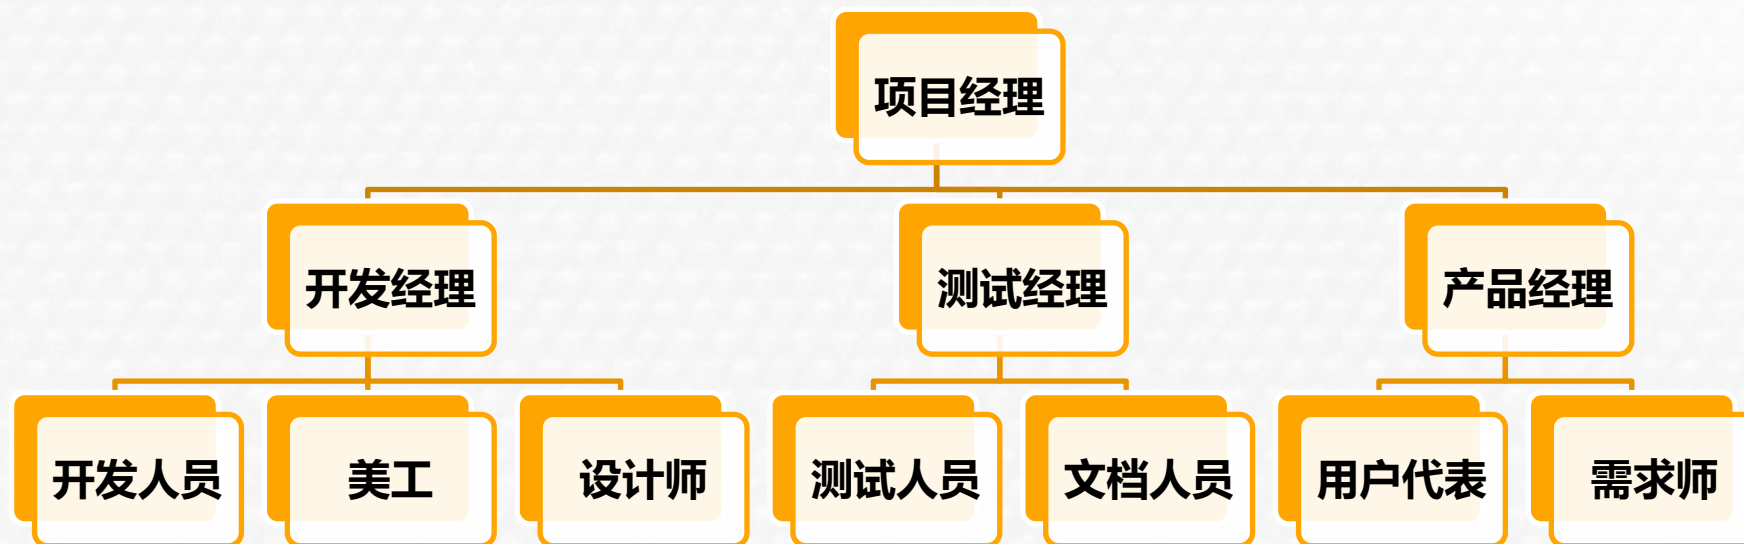 项目经理
开发经理
测试经理
产品经理
开发人员
美工
设计师
测试人员
文档人员
用户代表
需求师